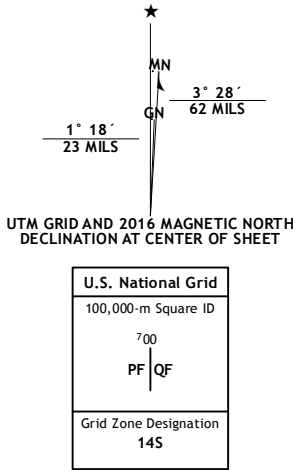 ★
MN
3° 28´
62 MILS
GN
1° 18´
23 MILS
UTM GRID AND 2016 MAGNETIC NORTH
DECLINATION AT CENTER OF SHEET
U.S. National Grid
100,000-m Square ID
⁷00
PF QF
Grid Zone Designation
14S